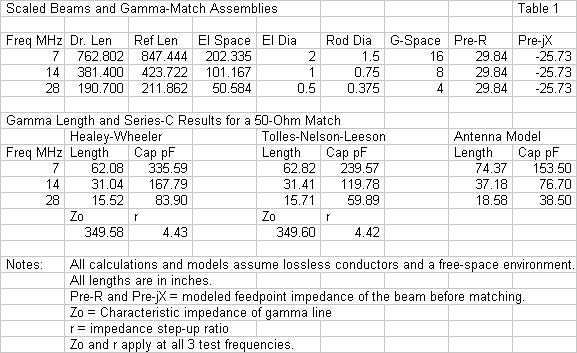 Scaled Beams and Gamma-Match Assemblies Table 1
Freq MHz Dr. Len Ref Len El Space El Dia Rod Dia G-Space Pre-R Pre-jX
7 762.802 847.444 202.335 2 1.5 16 29.84 -25.73
14 381.400 423.722 101.167 1 0.75 8 29.84 -25.73
28 190.700 211.862 50.584 0.5 0.375 4 29.84 -25.73
Gamma Length and Series-C Results for a 50-Ohm Match
Healey-Wheeler Tolles-Nelson-Leeson Antenna Model
Freq MHz Length Cap pF Length Cap pF Length Cap pF
7 62.08 335.59 62.82 239.57 74.37 153.50
14 31.04 167.79 31.41 119.78 37.18 76.70
28 15.52 83.90 15.71 59.89 18.58 38.50
Zo r Zo r
349.58 4.43 349.60 4.42
Notes: All calculations and models assume lossless conductors and a free-space environment.
All lengths are in inches.
Pre-R and Pre-jX = modeled feedpoint impedance of the beam before matching.
Zo = Characteristic impedance of gamma line
r = impedance step-up ratio
Zo and r apply at all 3 test frequencies.